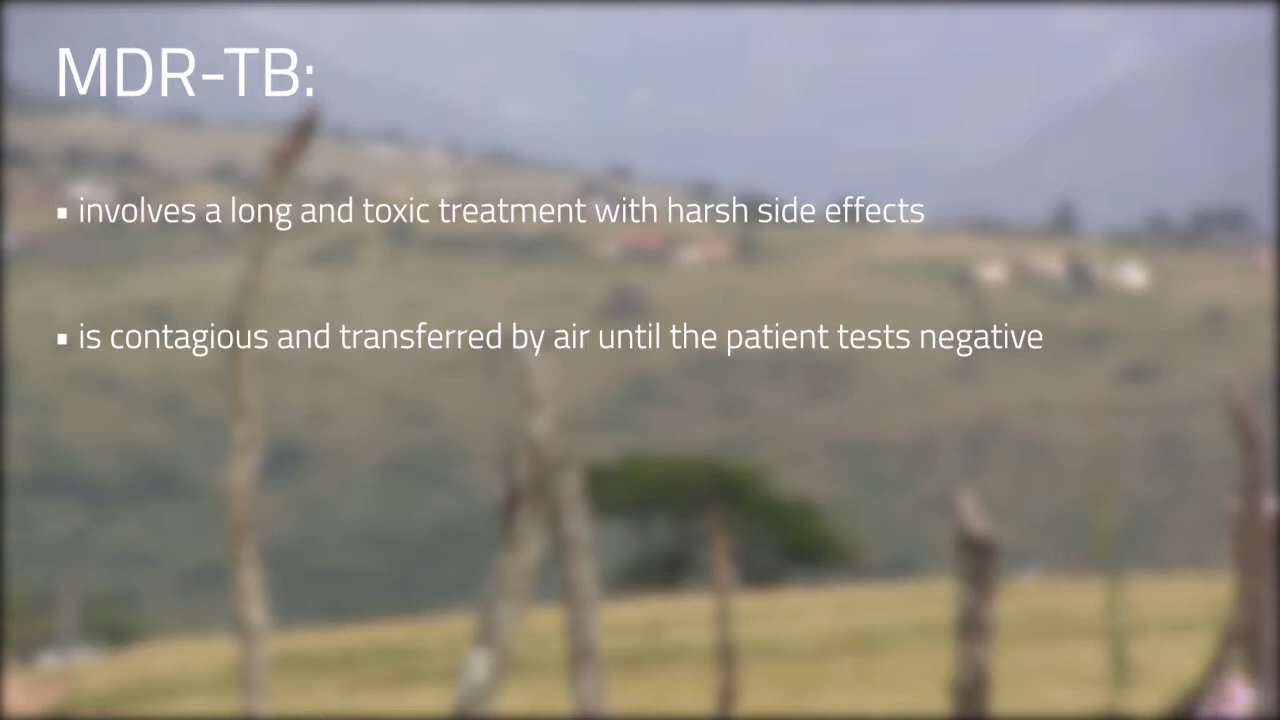 MDR-TB:
▪ involves a long and toxic treatment with harsh side effects
▪ is contagious and transferred by air until the patient tests negative